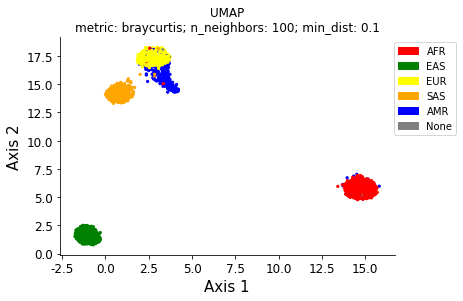 UMAP
metric: braycurtis; n_neighbors: 100; min_dist: 0.1
AFR
EAS
EUR
SAS
AMR
None
17.5
15.0
12.5
10.0
7.5
5.0
2.5
0.0
Axis 2
-2.5 0.0 2.5 5.0 7.5 10.0 12.5 15.0
Axis 1